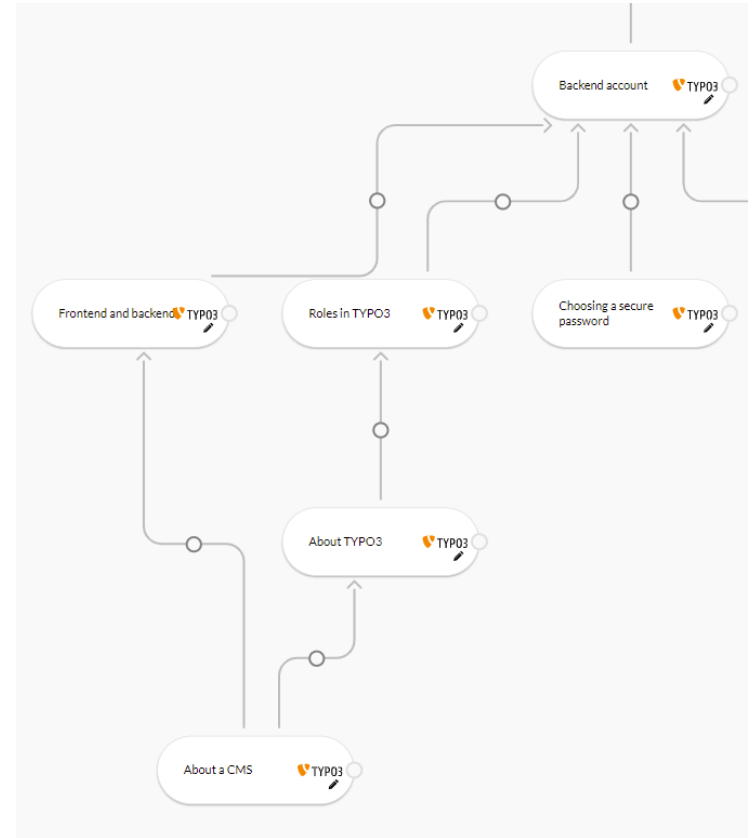 Backend account
TYPO3
Frontend and backend
TYPO3
Roles in TYPO3
TYPO3
Choosing a secure
password
TYPO3
About TYPO3
TYPO3
About a CMS
TYPO3